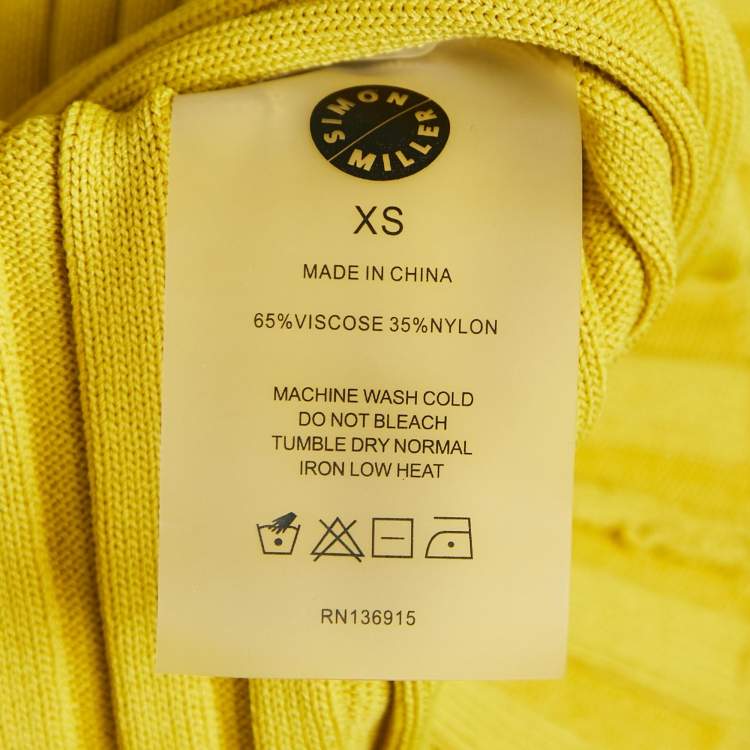 SIMON
MILLER
XS
MADE IN CHINA
65%VISCOSE 35%NYLON
MACHINE WASH COLD
DO NOT BLEACH
TUMBLE DRY NORMAL
IRON LOW HEAT
RN136915